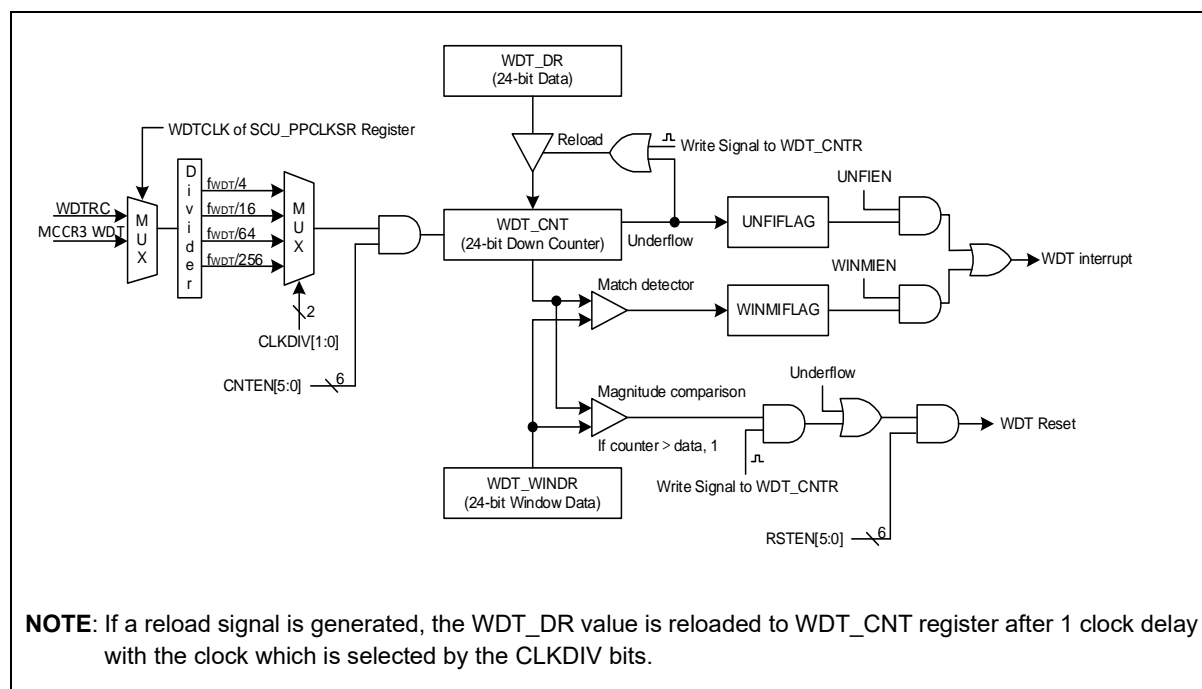 WDT_DR
(24-bit Data)
WDTCLK of SCU_PPCLKSR Register
Reload
Write Signal to WDT_CNTR
Divider
fWDT/4
fWDT/16
fWDT/64
fWDT/256
WDTRC
MCCR3 WDT
MUX
MUX
WDT_CNT
(24-bit Down Counter)
Underflow
UNFIEN
UNFIFLAG
WDT interrupt
WINMIEN
Match detector
WINMIFLAG
2
CLKDIV[1:0]
CNTEN[5:0]
6
Magnitude comparison
Underflow
If counter > data, 1
WDT Reset
WDT_WINDR
(24-bit Window Data)
Write Signal to WDT_CNTR
RSTEN[5:0]
6
NOTE: If a reload signal is generated, the WDT_DR value is reloaded to WDT_CNT register after 1 clock delay
with the clock which is selected by the CLKDIV bits.